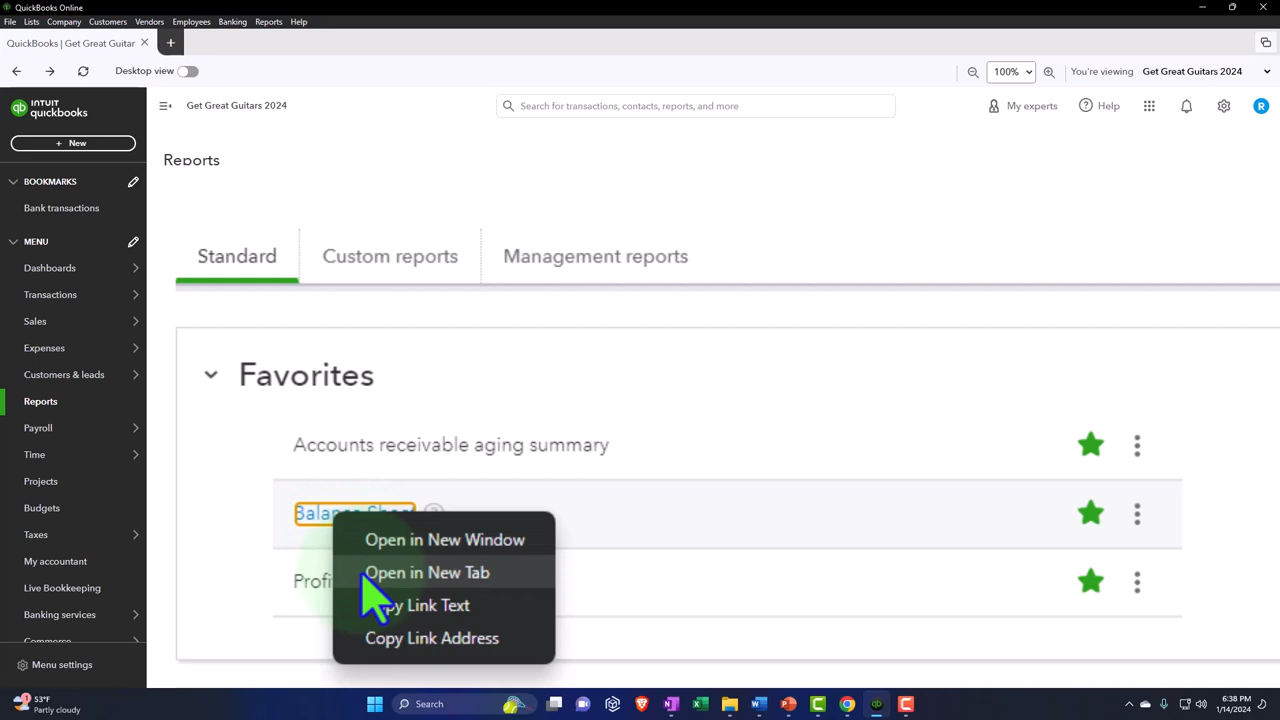 QuickBooks Online
File Lists Company Customers Vendors Employees Banking Reports Help
QuickBooks | Get Great Guitar
Desktop view
100%
You're viewing Get Great Guitars 2024
INTUIT
quickbooks
Get Great Guitars 2024
Search for transactions, contacts, reports, and more
My experts
Help
R
+ New
Reports
BOOKMARKS
Bank transactions
MENU
Dashboards
Transactions
Sales
Expenses
Customers & leads
Reports
Payroll
Time
Projects
Budgets
Taxes
My accountant
Live Bookkeeping
Banking services
Commerce
Menu settings
Standard
Custom reports
Management reports
Favorites
Accounts receivable aging summary
Balance Sheet
Open in New Window
Open in New Tab
Link Text
Copy Link Address
53°F
Partly cloudy
Search
6:38 PM
1/14/2024